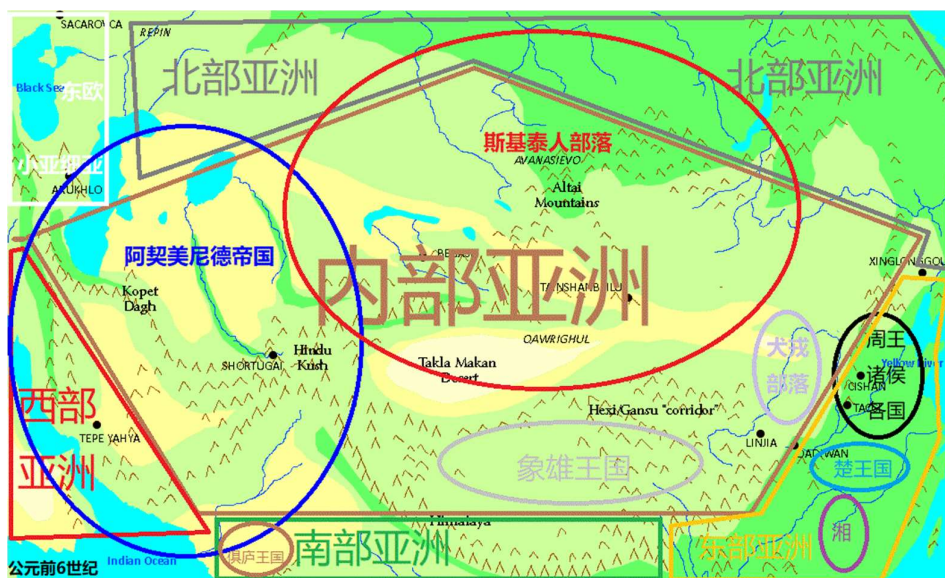 SACAROVCA
REPIN
北部亚洲
北部亚洲
Black Sea
东欧
斯基泰人部落
AVANASIEVO
小亚细亚
ARUKHLO
Altai
Mountains
阿契美尼德帝国
内部亚洲
XINGLONGGOU
Kopet
Dagh
QAWRIGHUL
犬戎
部落
周王
诸侯
各国
Yellow River
Hindu
Kush
SHORTUGAI
Takla Makan
Desert
CISHAN
西部
亚洲
Hexi/Gansu "corridor"
TEPE YAHYA
LINJIA
DADIWAN
象雄王国
楚王国
Himalaya
南部亚洲
俱庐王国
东部亚洲
湘
Indian Ocean
公元前6世纪